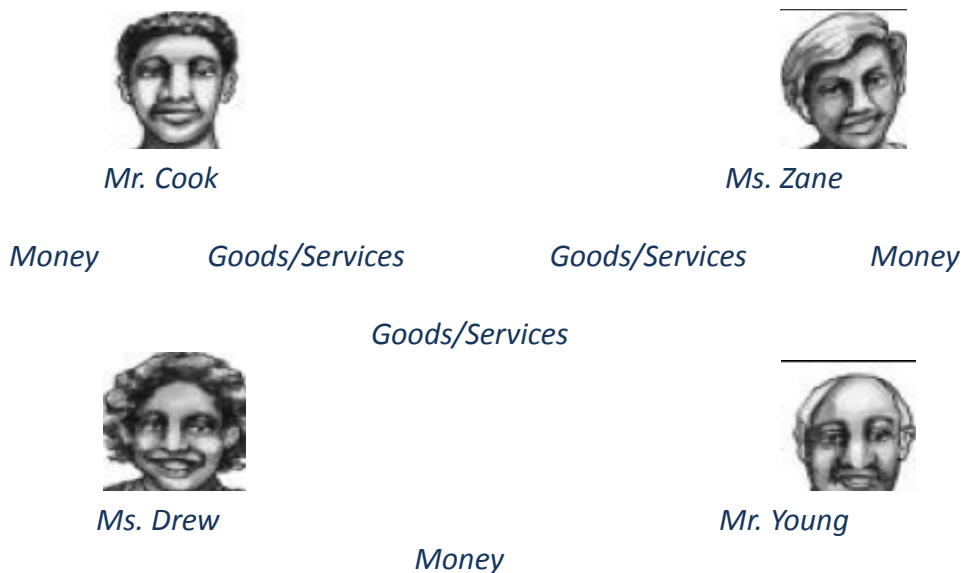 Mr. Cook
Ms. Zane
Money
Goods/Services
Goods/Services
Money
Goods/Services
Ms. Drew
Mr. Young
Money